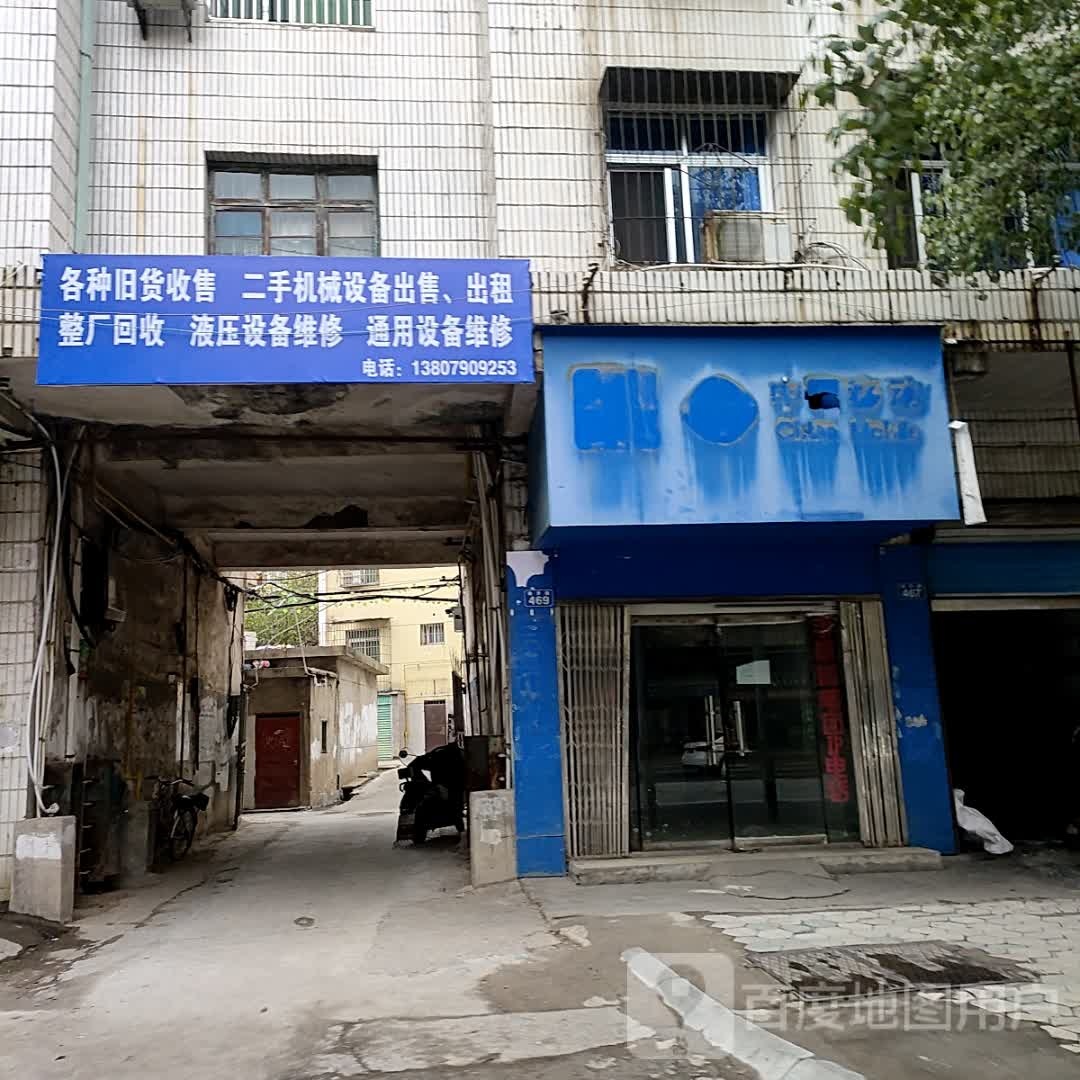 各种旧货收售 二手机械设备出售、出租
整厂回收 液压设备维修 通用设备维修
电话：13807909253
469
467
百度地图用户